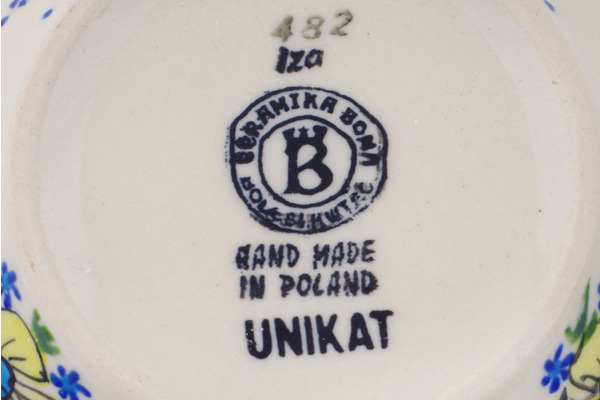 482
Iza
CERAMIKA BONA
B
HAND MADE
IN POLAND
UNIKAT